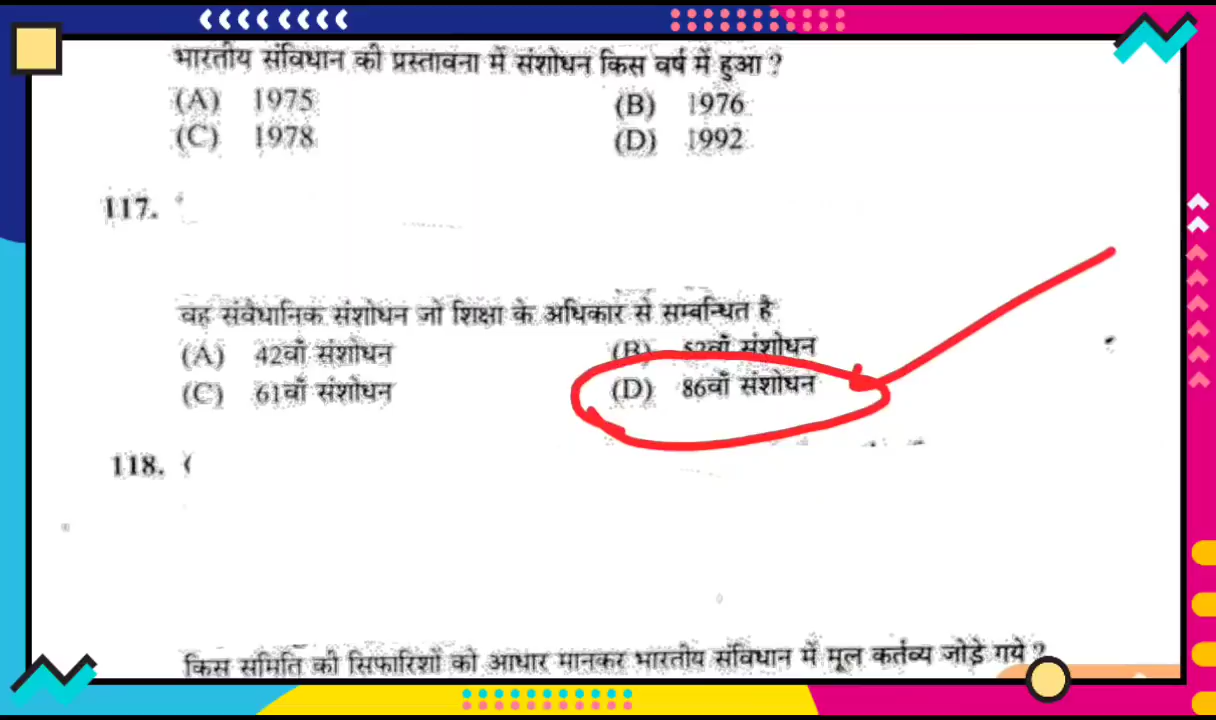 भारतीय संविधान की प्रस्तावना में संशोधन किस वर्ष में हुआ ?
(A) 1975 (B) 1976
(C) 1978 (D) 1992
117.
वह संवैधानिक संशोधन जो शिक्षा के अधिकार से सम्बन्धित है
(A) 42वाँ संशोधन (B) 52वाँ संशोधन
(C) 61वाँ संशोधन (D) 86वाँ संशोधन
118.
किस समिति की सिफारिशों को आधार मानकर भारतीय संविधान में मूल कर्तव्य जोड़े गये ?